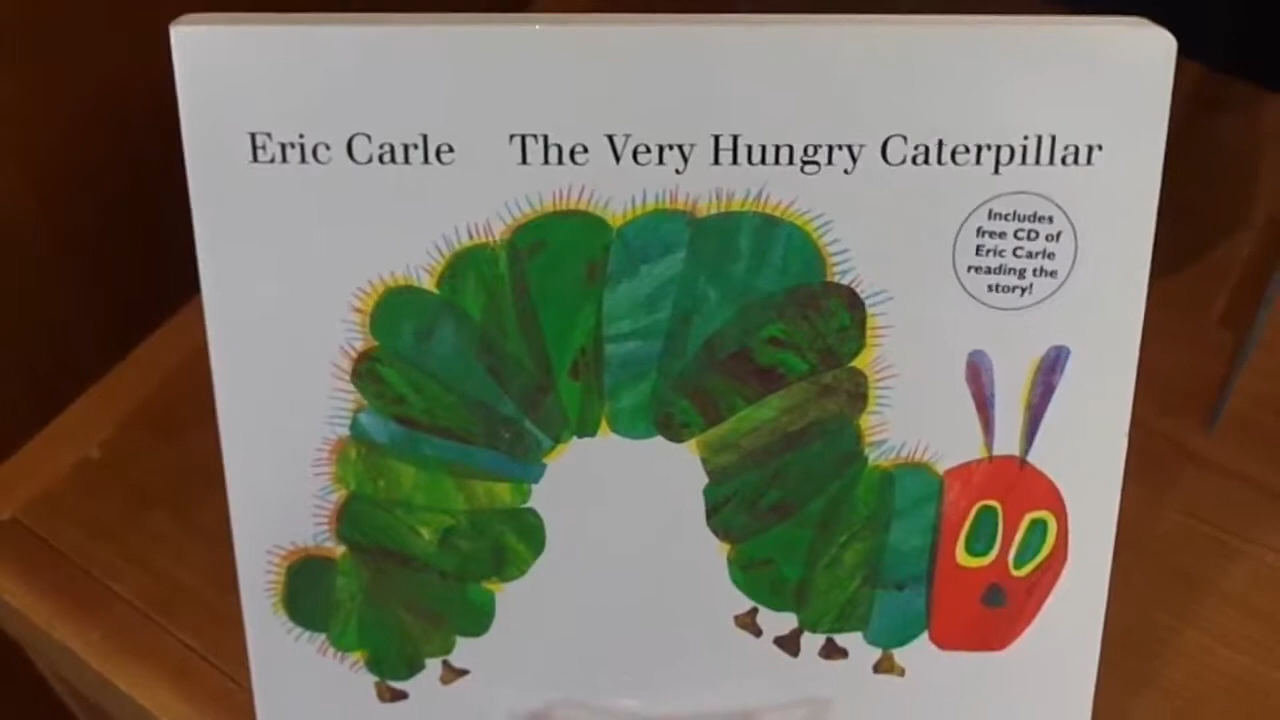 Eric Carle The Very Hungry Caterpillar
Includes
free CD of
Eric Carle
reading the
story!